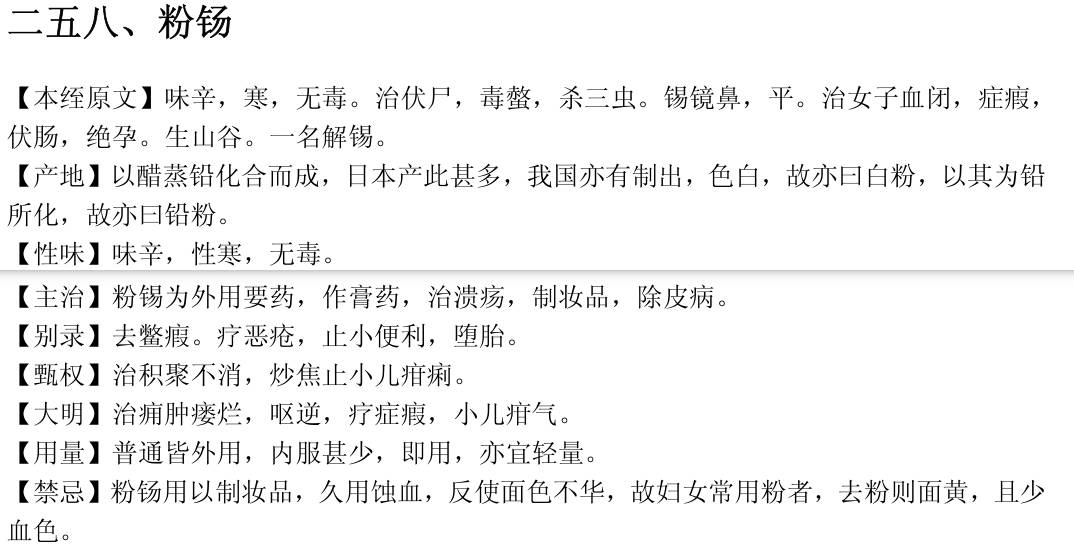 二五八、粉钖
【本经原文】味辛，寒，无毒。治伏尸，毒螫，杀三虫。锡镜鼻，平。治女子血闭，症瘕，
伏肠，绝孕。生山谷。一名解锡。
【产地】以醋蒸铅化合而成，日本产此甚多，我国亦有制出，色白，故亦曰白粉，以其为铅
所化，故亦曰铅粉。
【性味】味辛，性寒，无毒。
【主治】粉锡为外用要药，作膏药，治溃疡，制妆品，除皮病。
【别录】去鳖瘕。疗恶疮，止小便利，堕胎。
【甄权】治积聚不消，炒焦止小儿疳痢。
【大明】治痈肿瘘烂，呕逆，疗症瘕，小儿疳气。
【用量】普通皆外用，内服甚少，即用，亦宜轻量。
【禁忌】粉钖用以制妆品，久用蚀血，反使面色不华，故妇女常用粉者，去粉则面黄，且少
血色。